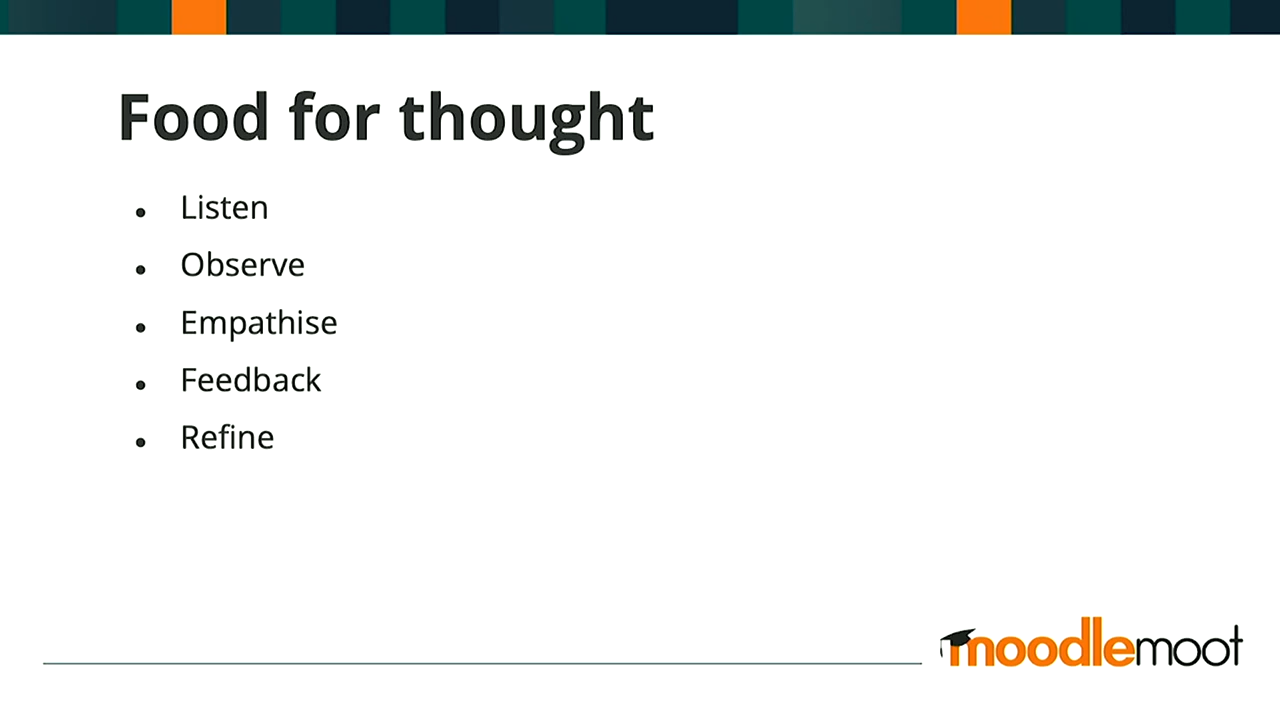 Food for thought
Listen
Observe
Empathise
Feedback
Refine
moodlemoot